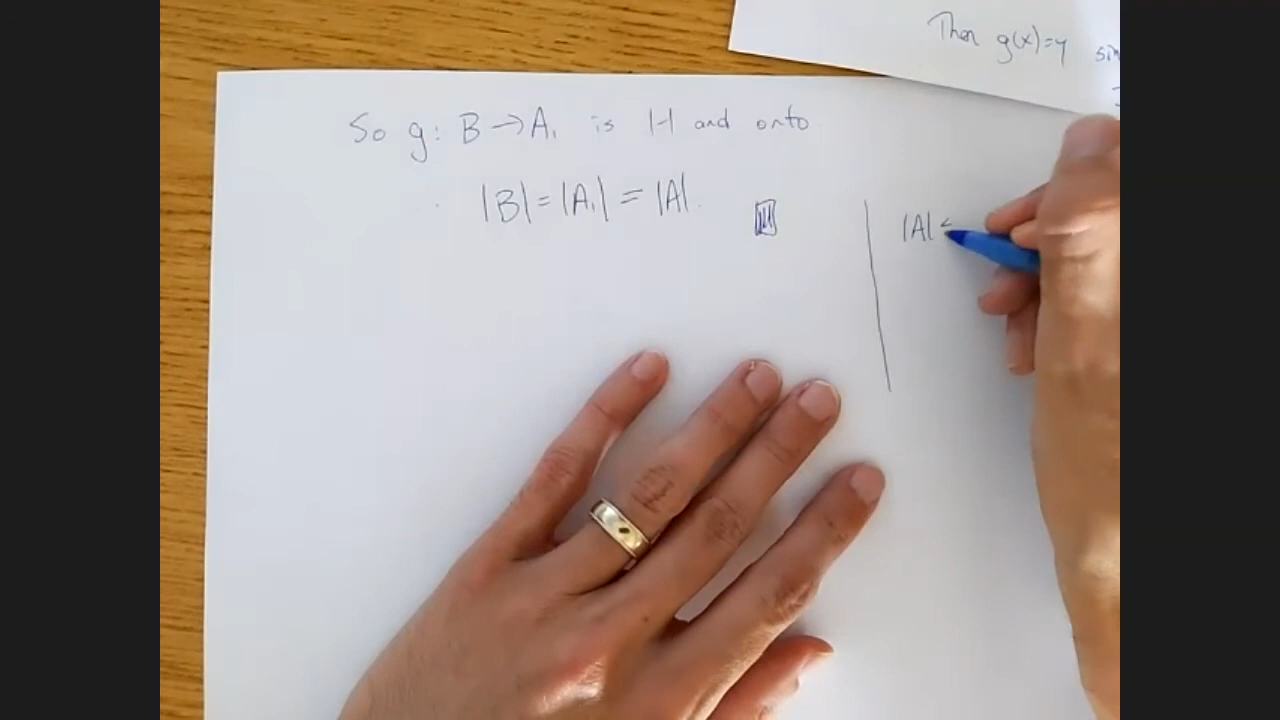 Then g(x)=y
So g: B→A₁ is 1-1 and onto
|B| = |A₁| = |A|.
|A| <